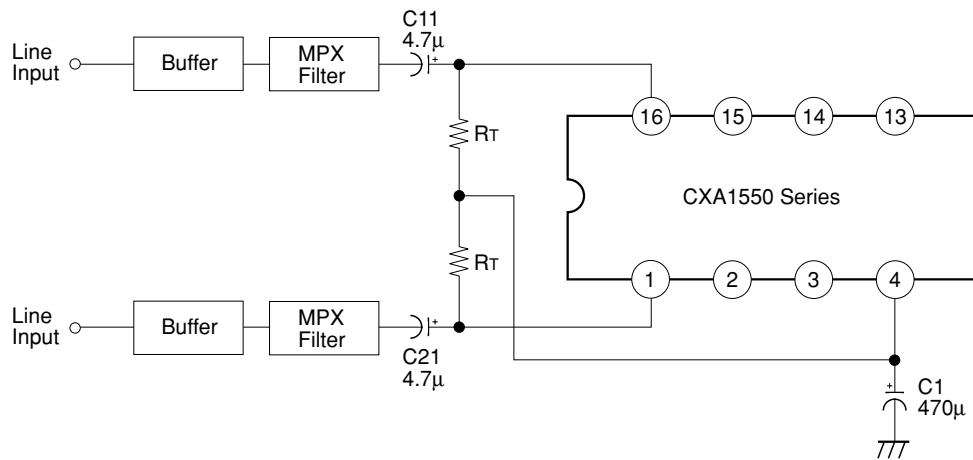 C11
4.7μ
Line
Input
Buffer
MPX
Filter
+
RT
16
15
14
13
CXA1550 Series
RT
1
2
3
4
Line
Input
Buffer
MPX
Filter
+
C21
4.7μ
+
C1
470μ